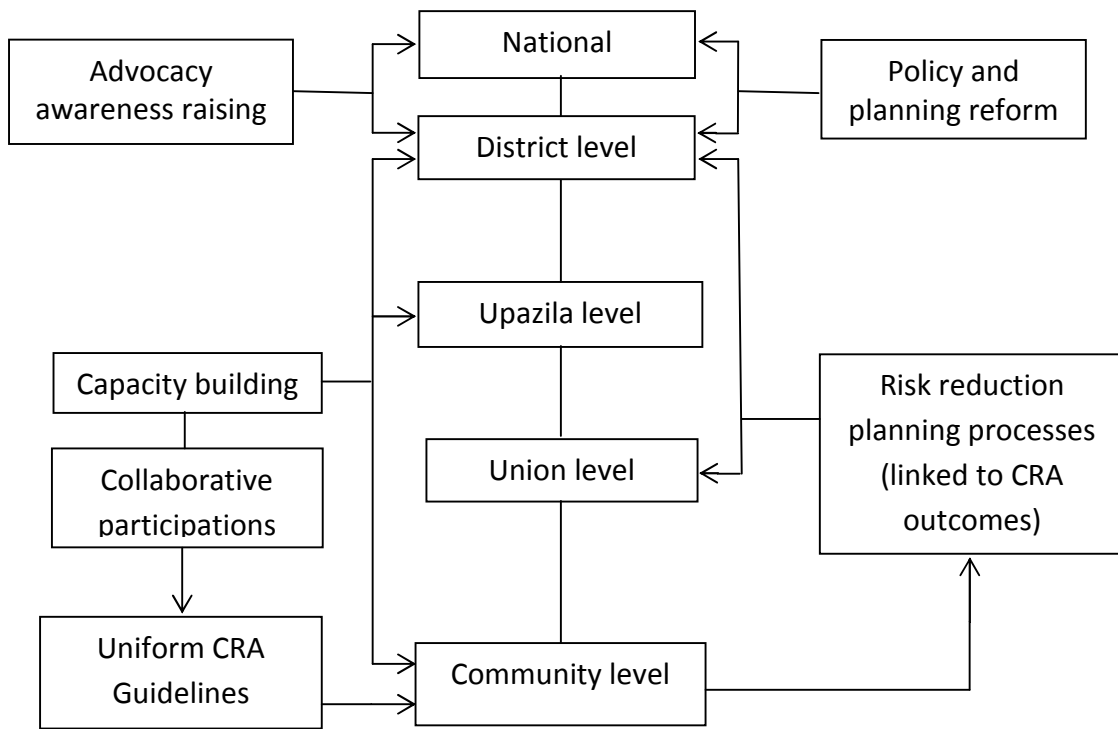 National
Advocacy
awareness raising
Policy and
planning reform
District level
Upazila level
Capacity building
Risk reduction
planning processes
(linked to CRA
outcomes)
Union level
Collaborative
participations
Uniform CRA
Guidelines
Community level